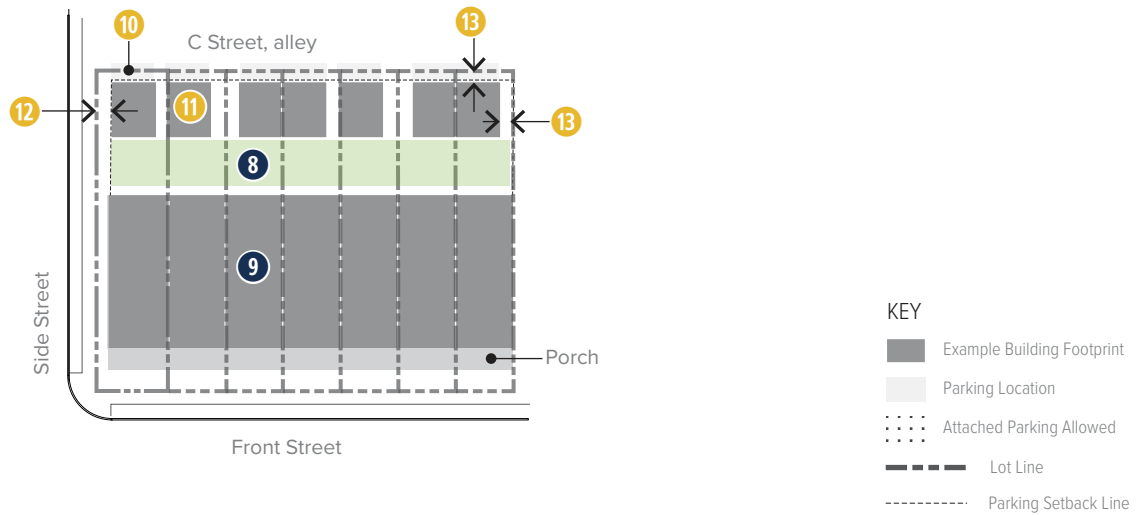 10
13
C Street, alley
12
11
13
8
9
Side Street
Porch
Front Street
KEY
Example Building Footprint
Parking Location
Attached Parking Allowed
Lot Line
Parking Setback Line